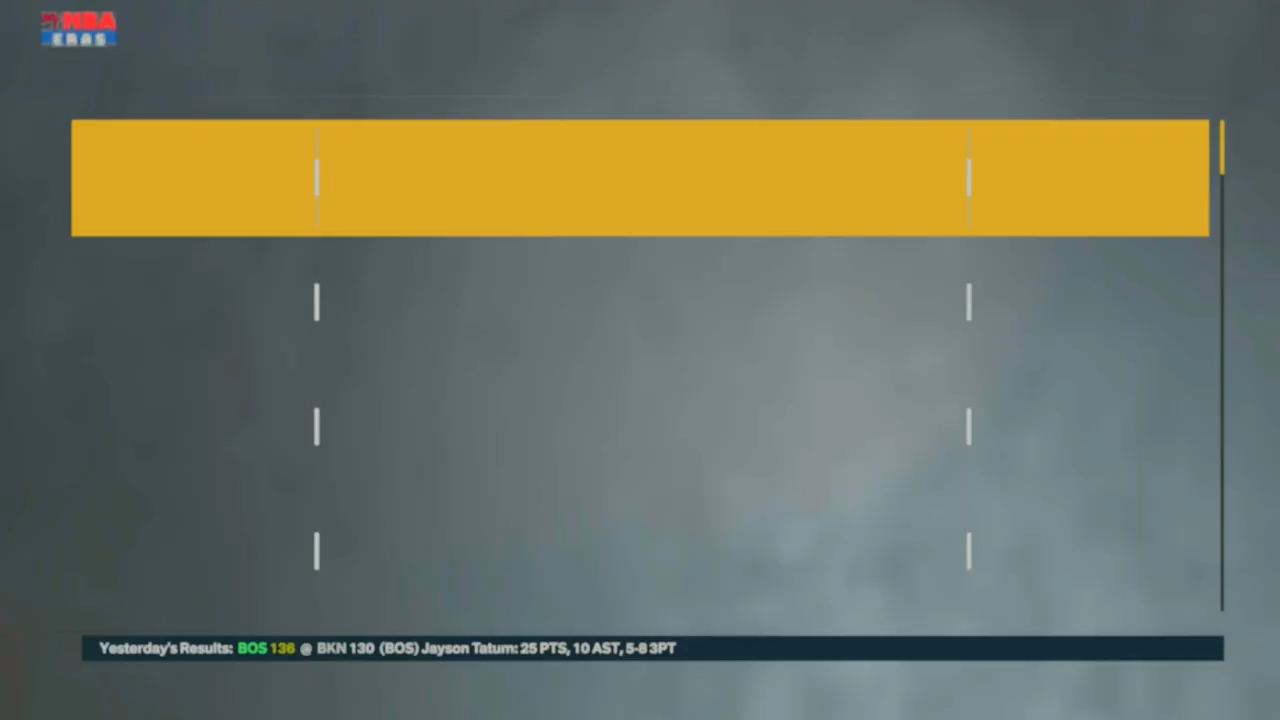 NBA
ERAS
Yesterday's Results: BOS 136 @ BKN 130 (BOS) Jayson Tatum: 25 PTS, 10 AST, 5-8 3PT